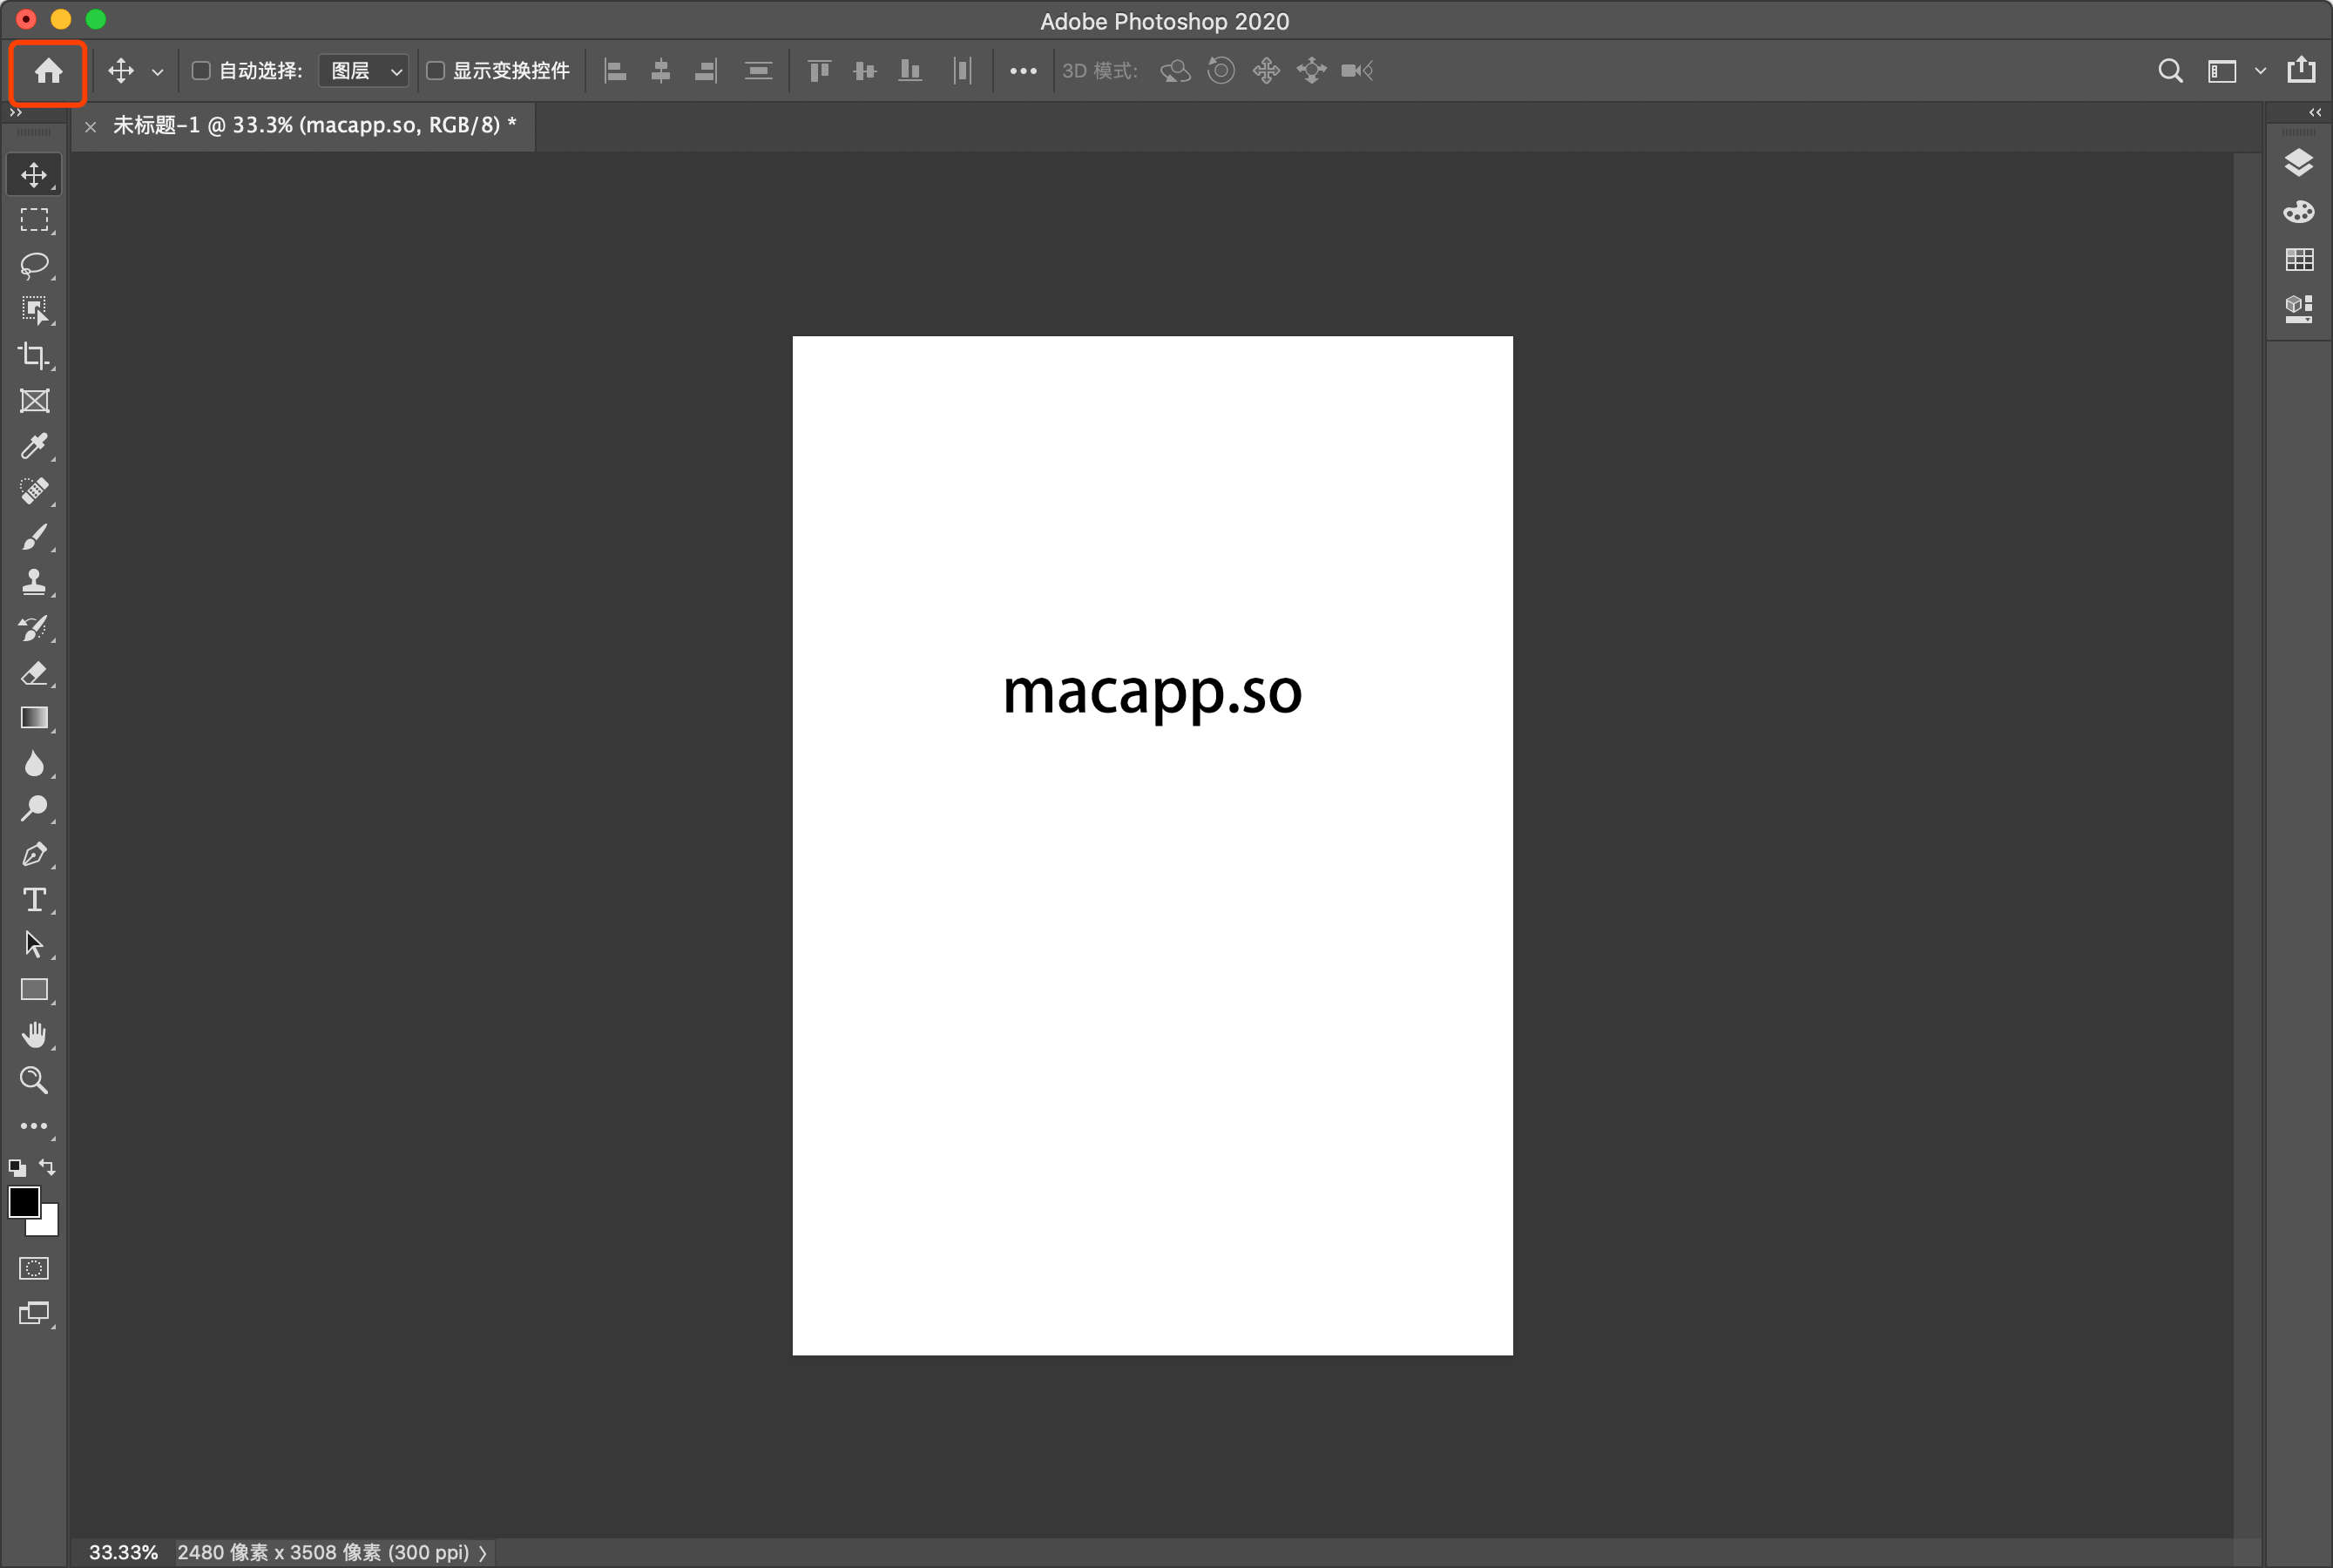 Adobe Photoshop 2020
自动选择: 图层 显示变换控件 3D 模式:
未标题-1 @ 33.3% (macapp.so, RGB/8) *
macapp.so
33.33% 2480 像素 x 3508 像素 (300 ppi)